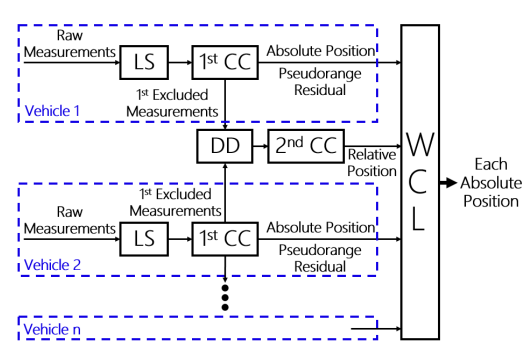 Raw
Measurements
LS
1st CC
Absolute Position
Pseudorange
Residual
1st Excluded
Measurements
Vehicle 1
DD
2nd CC
Relative
Position
W
C
L
Each
Absolute
Position
1st Excluded
Measurements
Raw
Measurements
LS
1st CC
Absolute Position
Pseudorange
Residual
Vehicle 2
Vehicle n